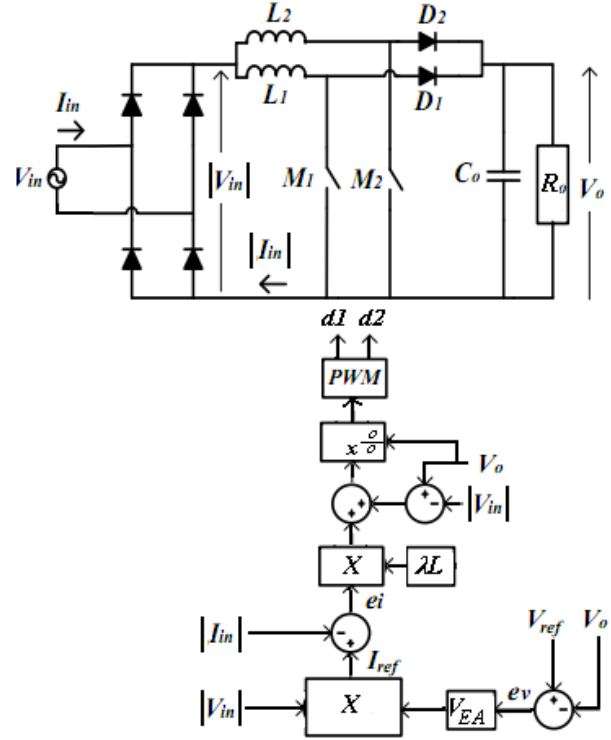 L2 D2
L1 D1
Iin
Vin
|Vin|
M1 M2
Co Ro Vo
|Iin|
d1 d2
PWM
x ÷
Vo
+ -
|Vin|
+ +
X λL
ei
|Iin| - +
Iref
Vref Vo
|Vin| X VEA ev + -